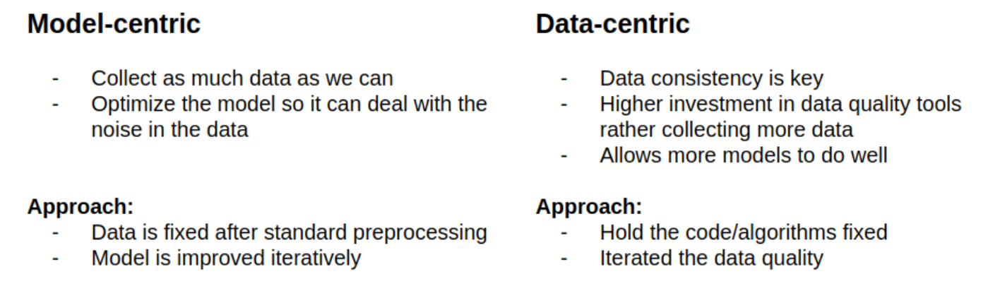 Model-centric
- Collect as much data as we can
- Optimize the model so it can deal with the
noise in the data
Approach:
- Data is fixed after standard preprocessing
- Model is improved iteratively
Data-centric
- Data consistency is key
- Higher investment in data quality tools
rather collecting more data
- Allows more models to do well
Approach:
- Hold the code/algorithms fixed
- Iterated the data quality